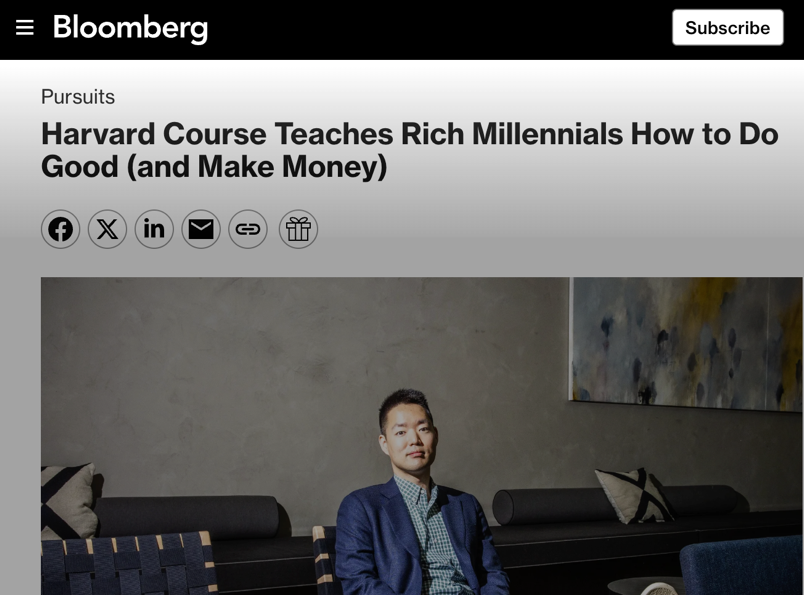 Bloomberg
Subscribe
Pursuits
Harvard Course Teaches Rich Millennials How to Do
Good (and Make Money)